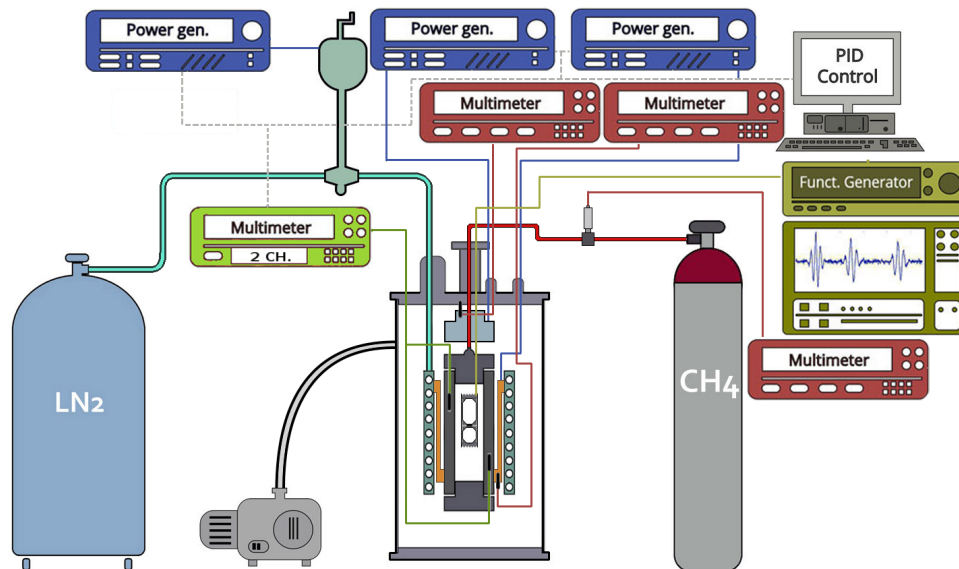 Power gen.
Power gen.
Power gen.
PID
Control
Multimeter
Multimeter
Funct. Generator
Multimeter
2 CH.
Multimeter
LN2
CH4